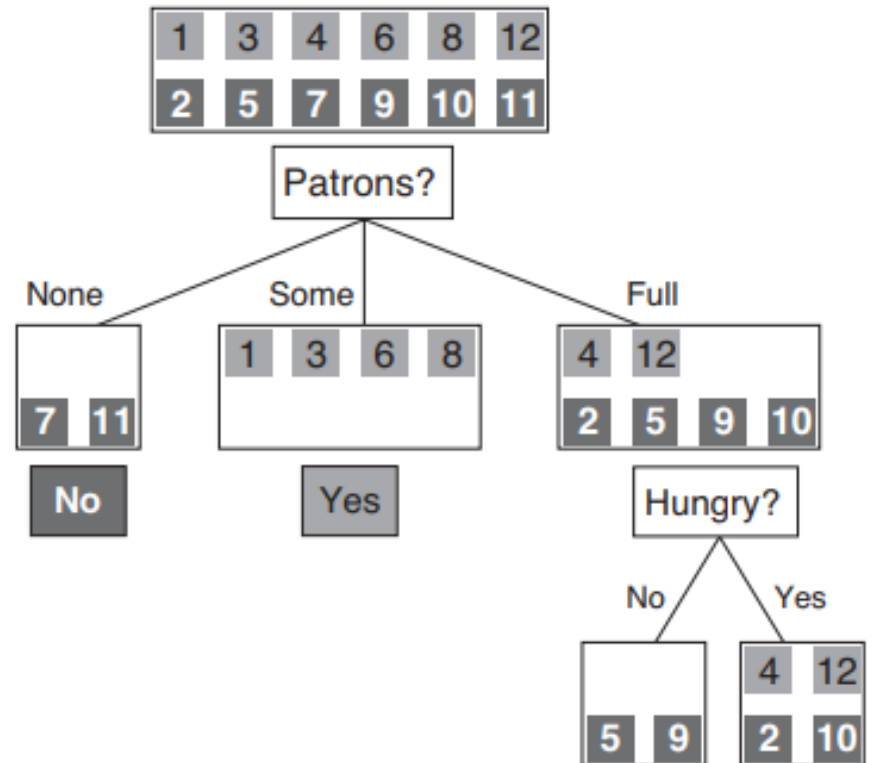 1 3 4 6 8 12
2 5 7 9 10 11
Patrons?
None Some Full
1 3 6 8 4 12
7 11 2 5 9 10
No Yes Hungry?
No Yes
4 12
5 9 2 10